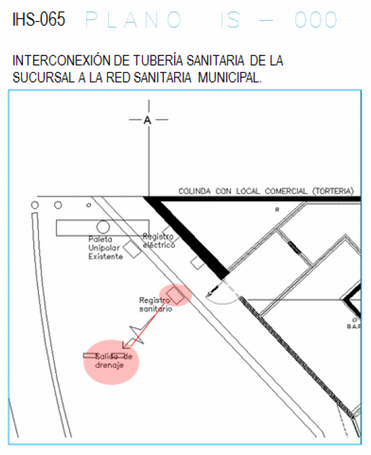 IHS-065 PLANO IS - 000
INTERCONEXIÓN DE TUBERÍA SANITARIA DE LA
SUCURSAL A LA RED SANITARIA MUNICIPAL.
A
COLINDA CON LOCAL COMERCIAL (TORTERIA)
R
Paleta
Unipolar
Existente
Registro
eléctrico
Registro
sanitario
Salida de
drenaje
B.A.P.